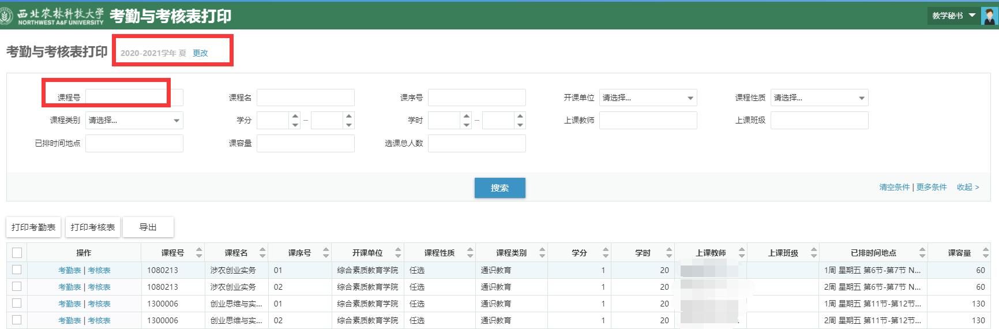 西北农林科技大学 考勤与考核表打印
NORTHWEST A&F UNIVERSITY
教学秘书
考勤与考核表打印 2020-2021学年 夏 更改
课程号 课程名 课序号 开课单位 请选择... 课程性质 请选择...
课程类别 请选择... 学分 – 学时 – 上课教师 上课班级
已排时间地点 课容量 选课总人数
搜索
清空条件 | 更多条件 收起 >
打印考勤表 打印考核表 导出
操作 课程号 课程名 课序号 开课单位 课程性质 课程类别 学分 学时 上课教师 上课班级 已排时间地点 课容量
考勤表 | 考核表 1080213 涉农创业实务 01 综合素质教育学院 任选 通识教育 1 20 1周 星期五 第6节-第7节 N... 60
考勤表 | 考核表 1080213 涉农创业实务 02 综合素质教育学院 任选 通识教育 1 20 2周 星期五 第6节-第7节 N... 60
考勤表 | 考核表 1300006 创业思维与实... 01 综合素质教育学院 任选 通识教育 1 20 1周 星期五 第11节-第12节... 130
考勤表 | 考核表 1300006 创业思维与实... 02 综合素质教育学院 任选 通识教育 1 20 2周 星期五 第11节-第12节... 130